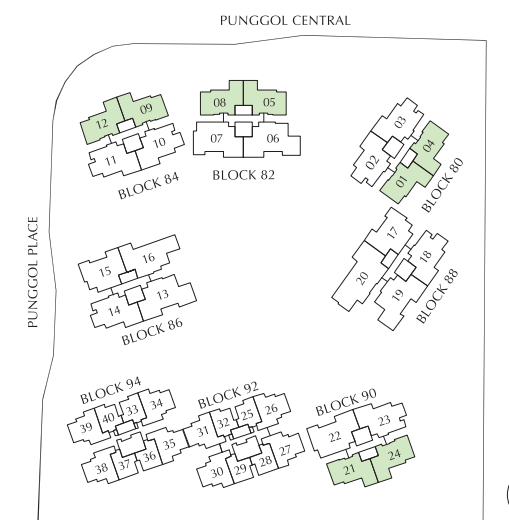 PUNGGOL CENTRAL
12 09
11 10
BLOCK 84
08 05
07 06
BLOCK 82
03
02 04
01
BLOCK 80
PUNGGOL PLACE
15 16
14 13
BLOCK 86
17
18
20
19
BLOCK 88
BLOCK 94
39 40 33 34
38 37 36 35
BLOCK 92
31 32 25 26
30 29 28 27
BLOCK 90
22 23
21 24